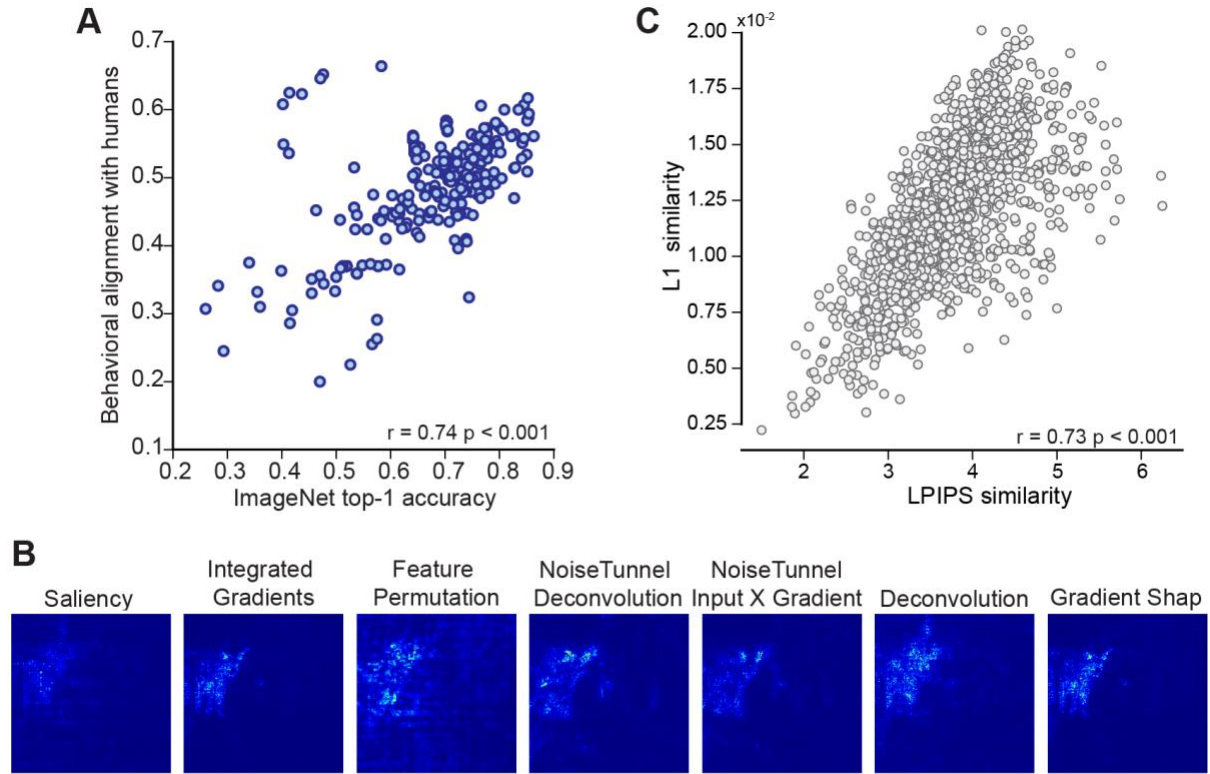 A
Behavioral alignment with humans
0.7
0.6
0.5
0.4
0.3
0.2
0.1
r = 0.74 p < 0.001
0.2 0.3 0.4 0.5 0.6 0.7 0.8 0.9
ImageNet top-1 accuracy
C
x10-2
L1 similarity
2.00
1.75
1.50
1.25
1.00
0.75
0.50
0.25
r = 0.73 p < 0.001
2 3 4 5 6
LPIPS similarity
B
Saliency
Integrated
Gradients
Feature
Permutation
NoiseTunnel
Deconvolution
NoiseTunnel
Input X Gradient
Deconvolution
Gradient Shap